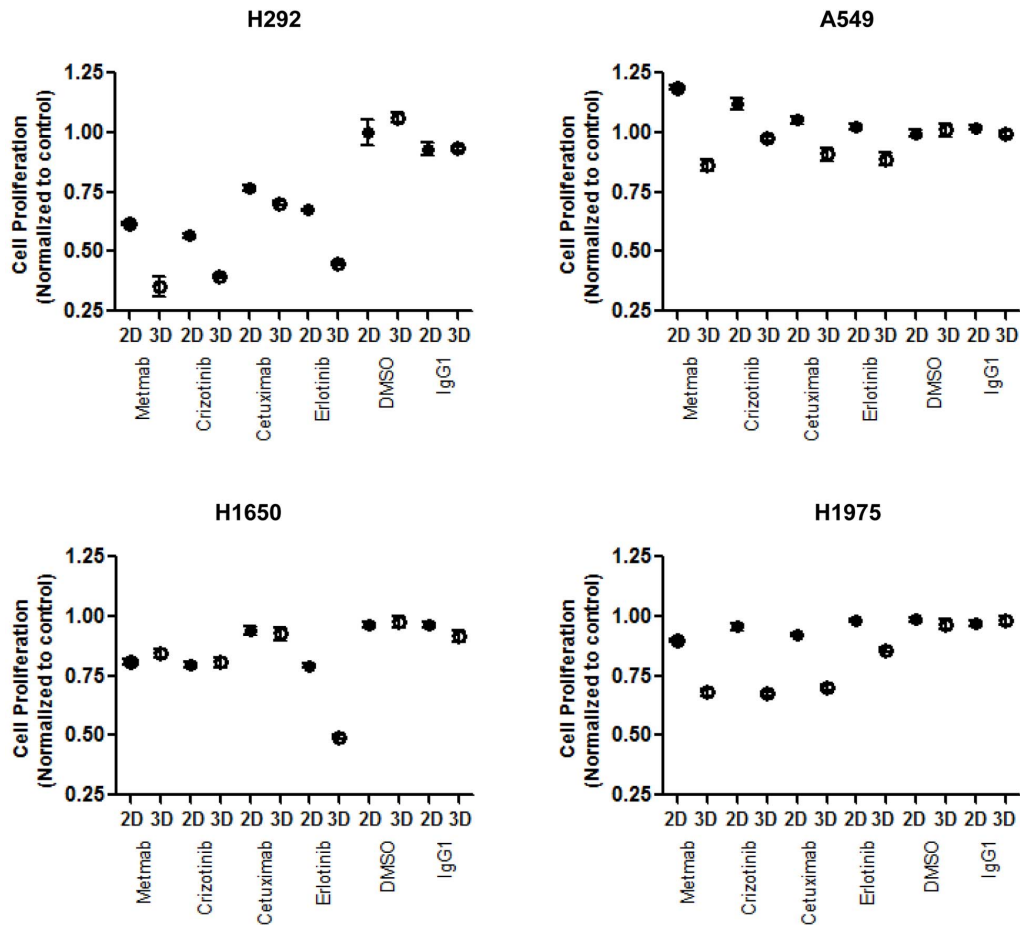 H292
Cell Proliferation
(Normalized to control)
1.25
1.00
0.75
0.50
0.25
2D 3D 2D 3D 2D 3D 2D 3D 2D 3D 2D 3D
Metmab
Crizotinib
Cetuximab
Erlotinib
DMSO
IgG1
A549
Cell Proliferation
(Normalized to control)
1.25
1.00
0.75
0.50
0.25
2D 3D 2D 3D 2D 3D 2D 3D 2D 3D 2D 3D
Metmab
Crizotinib
Cetuximab
Erlotinib
DMSO
IgG1
H1650
Cell Proliferation
(Normalized to control)
1.25
1.00
0.75
0.50
0.25
2D 3D 2D 3D 2D 3D 2D 3D 2D 3D 2D 3D
Metmab
Crizotinib
Cetuximab
Erlotinib
DMSO
IgG1
H1975
Cell Proliferation
(Normalized to control)
1.25
1.00
0.75
0.50
0.25
2D 3D 2D 3D 2D 3D 2D 3D 2D 3D 2D 3D
Metmab
Crizotinib
Cetuximab
Erlotinib
DMSO
IgG1